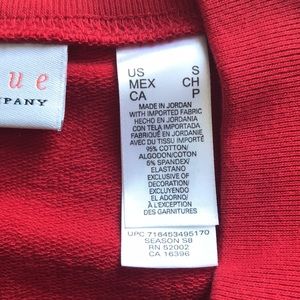 u e
MPANY
US S
MEX CH
CA P
MADE IN JORDAN
WITH IMPORTED FABRIC
HECHO EN JORDANIA
CON TELA IMPORTADA
FABRIQUÉ EN JORDANIE
AVEC DU TISSU IMPORTÉ
95% COTTON/
ALGODON/COTON
5% SPANDEX/
ELASTANO
EXCLUSIVE OF
DECORATION/
EXCLUYENDO
EL ADORNO/
À L'EXCEPTION
DES GARNITURES
UPC:716453495170
SEASON S8
RN 52002
CA 16396